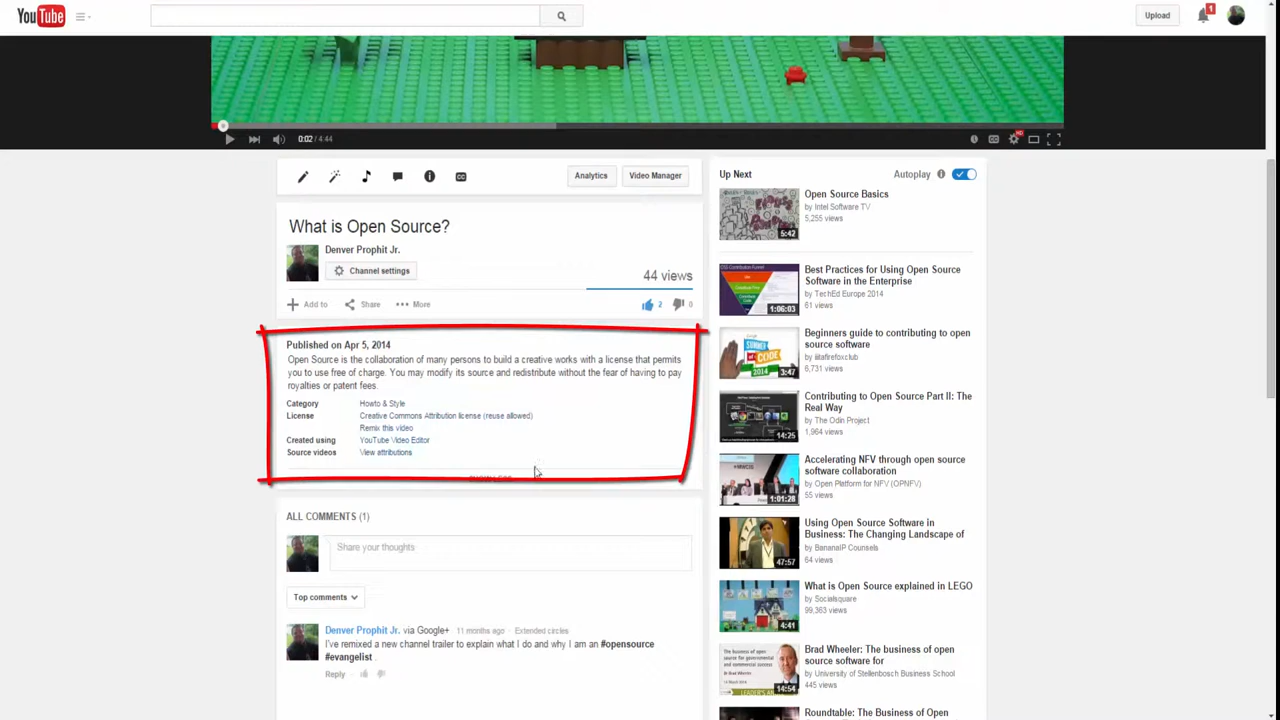 YouTube
Upload
1
0:02 / 4:44
HD
Analytics
Video Manager
What is Open Source?
Denver Prophit Jr.
Channel settings
44 views
Add to
Share
More
2
0
Published on Apr 5, 2014
Open Source is the collaboration of many persons to build a creative works with a license that permits
you to use free of charge. You may modify its source and redistribute without the fear of having to pay
royalties or patent fees.
Category Howto & Style
License Creative Commons Attribution license (reuse allowed)
Remix this video
Created using YouTube Video Editor
Source videos View attributions
ALL COMMENTS (1)
Share your thoughts
Top comments
Denver Prophit Jr. via Google+ 11 months ago · Extended circles
I've remixed a new channel trailer to explain what I do and why I am an #opensource
#evangelist .
Reply
Up Next
Autoplay
Open Source Basics
by Intel Software TV
5,255 views
5:42
Best Practices for Using Open Source
Software in the Enterprise
by TechEd Europe 2014
61 views
1:06:03
Beginners guide to contributing to open
source software
by iiitafirefoxclub
6,731 views
3:47
Contributing to Open Source Part II: The
Real Way
by The Odin Project
1,964 views
14:25
Accelerating NFV through open source
software collaboration
by Open Platform for NFV (OPNFV)
55 views
1:01:28
Using Open Source Software in
Business: The Changing Landscape of
by BananaIP Counsels
64 views
47:57
What is Open Source explained in LEGO
by Socialsquare
99,363 views
4:41
Brad Wheeler: The business of open
source software for
by University of Stellenbosch Business School
445 views
14:54
Roundtable: The Business of Open